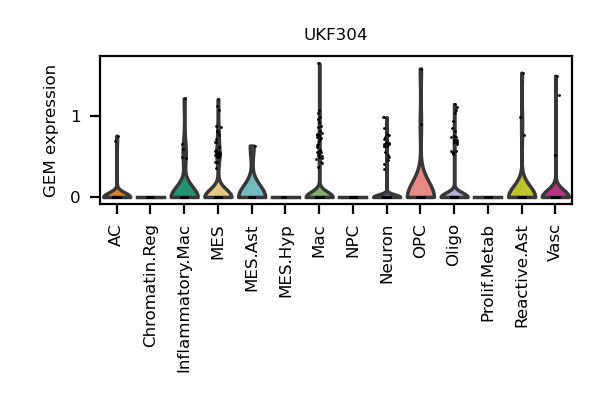 UKF304
GEM expression
1
0
AC
Chromatin.Reg
Inflammatory.Mac
MES
MES.Ast
MES.Hyp
Mac
NPC
Neuron
OPC
Oligo
Prolif.Metab
Reactive.Ast
Vasc